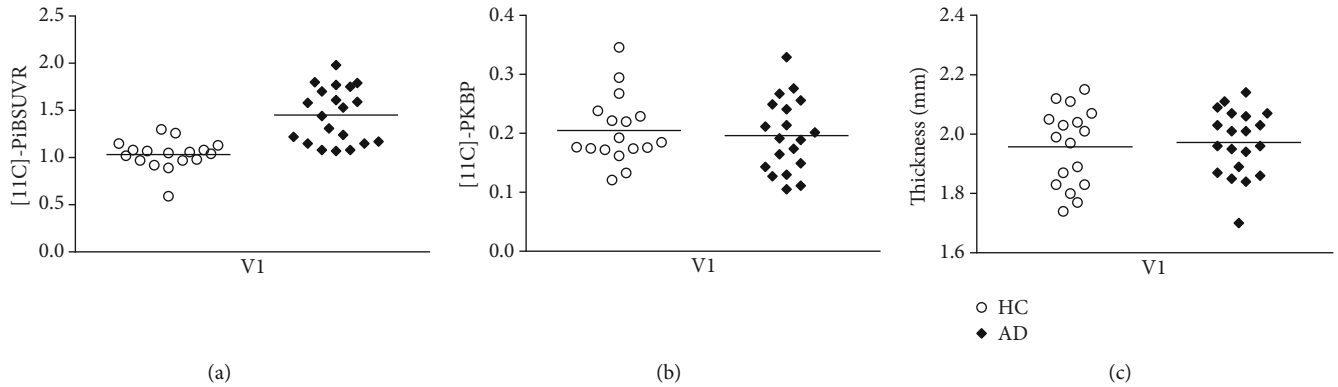 [11C]-PiBSUVR
2.5
2.0
1.5
1.0
0.5
0.0
V1
(a)
[11C]-PKBP
0.4
0.3
0.2
0.1
0.0
V1
(b)
Thickness (mm)
2.4
2.2
2.0
1.8
1.6
V1
HC
AD
(c)